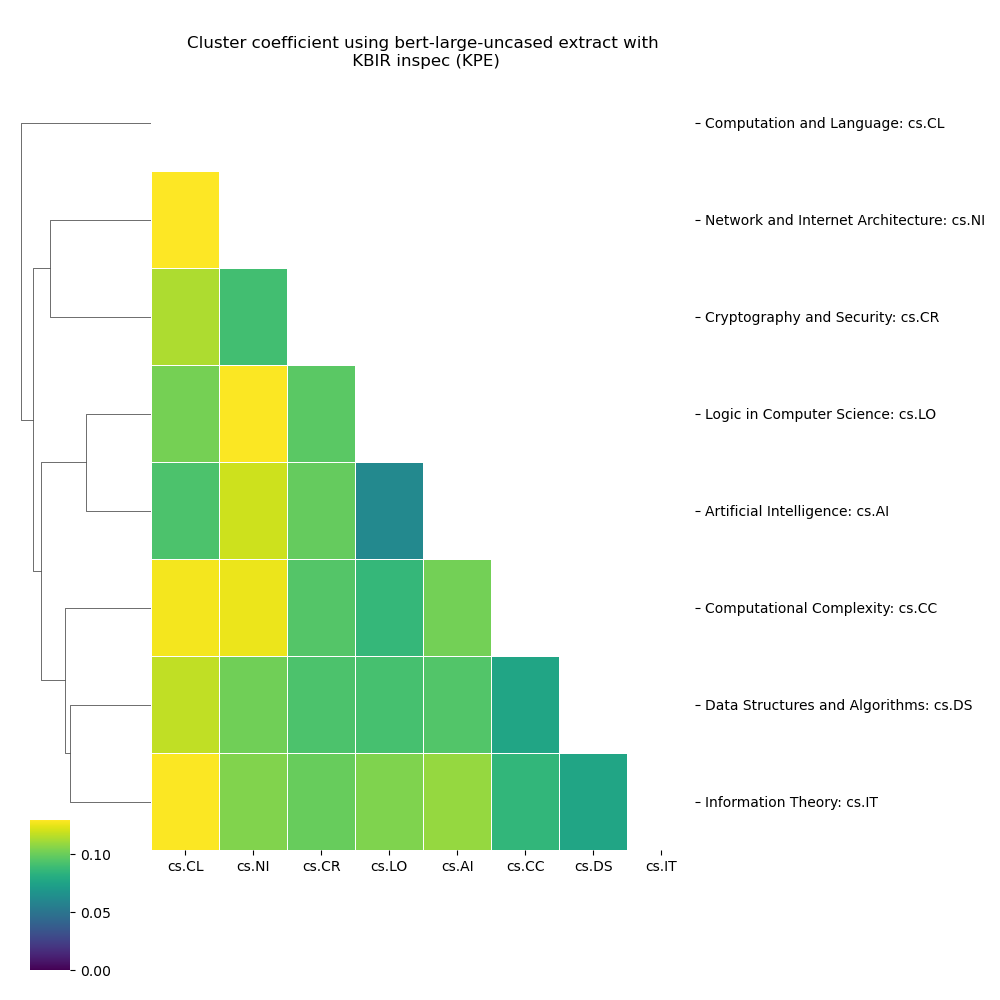 Cluster coefficient using bert-large-uncased extract with
KBIR inspec (KPE)
Computation and Language: cs.CL
Network and Internet Architecture: cs.NI
Cryptography and Security: cs.CR
Logic in Computer Science: cs.LO
Artificial Intelligence: cs.AI
Computational Complexity: cs.CC
Data Structures and Algorithms: cs.DS
Information Theory: cs.IT
cs.CL cs.NI cs.CR cs.LO cs.AI cs.CC cs.DS cs.IT
0.10
0.05
0.00